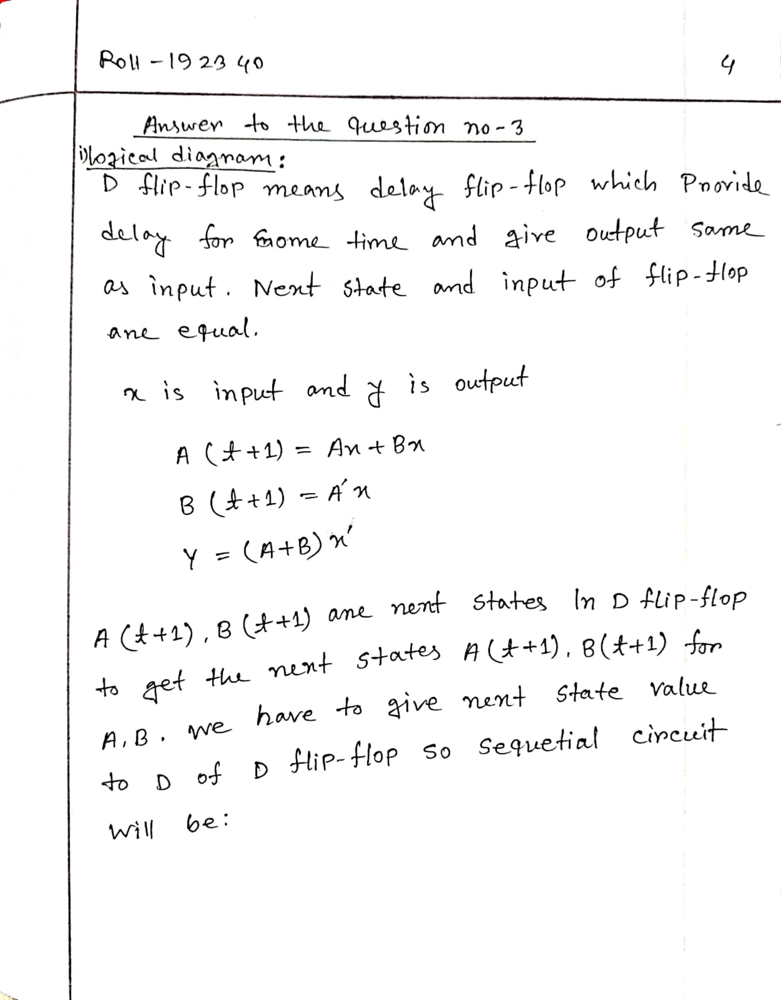 Roll - 192340
4
Answer to the question no-3
i) logical diagram:
D flip-flop means delay flip-flop which Provide
delay for some time and give output same
as input. Next state and input of flip-flop
are equal.
x is input and y is output
A (t+1) = Ax + Bx
B (t+1) = A'x
Y = (A+B) x'
A (t+1), B (t+1) are next states In D flip-flop
to get the next states A (t+1), B(t+1) for
A, B. we have to give next state value
to D of D flip-flop so sequetial circuit
will be: